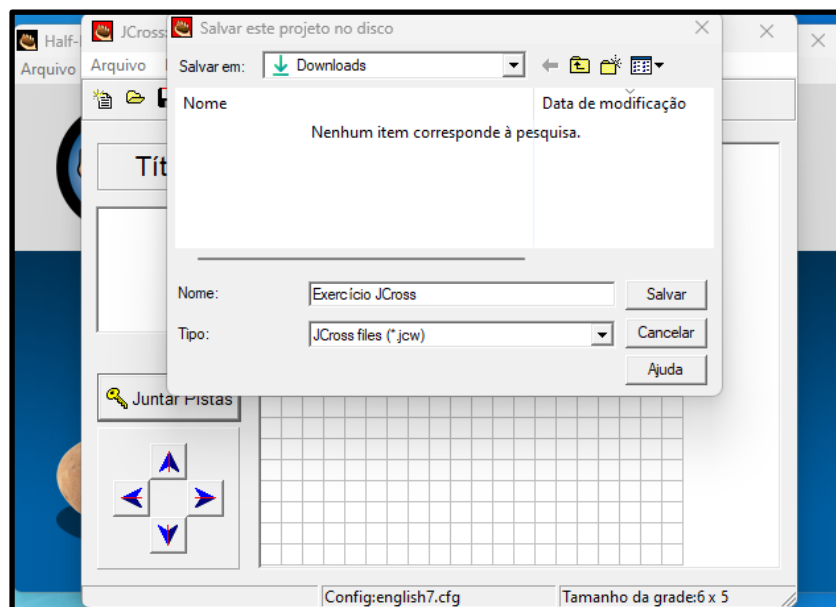 Half-
JCross
Salvar este projeto no disco
Arquivo
Arquivo
Salvar em:
Downloads
Nome
Data de modificação
Nenhum item corresponde à pesquisa.
Tít
Nome:
Exercício JCross
Salvar
Tipo:
JCross files (*.jcw)
Cancelar
Ajuda
Juntar Pistas
Config:english7.cfg
Tamanho da grade:6 x 5